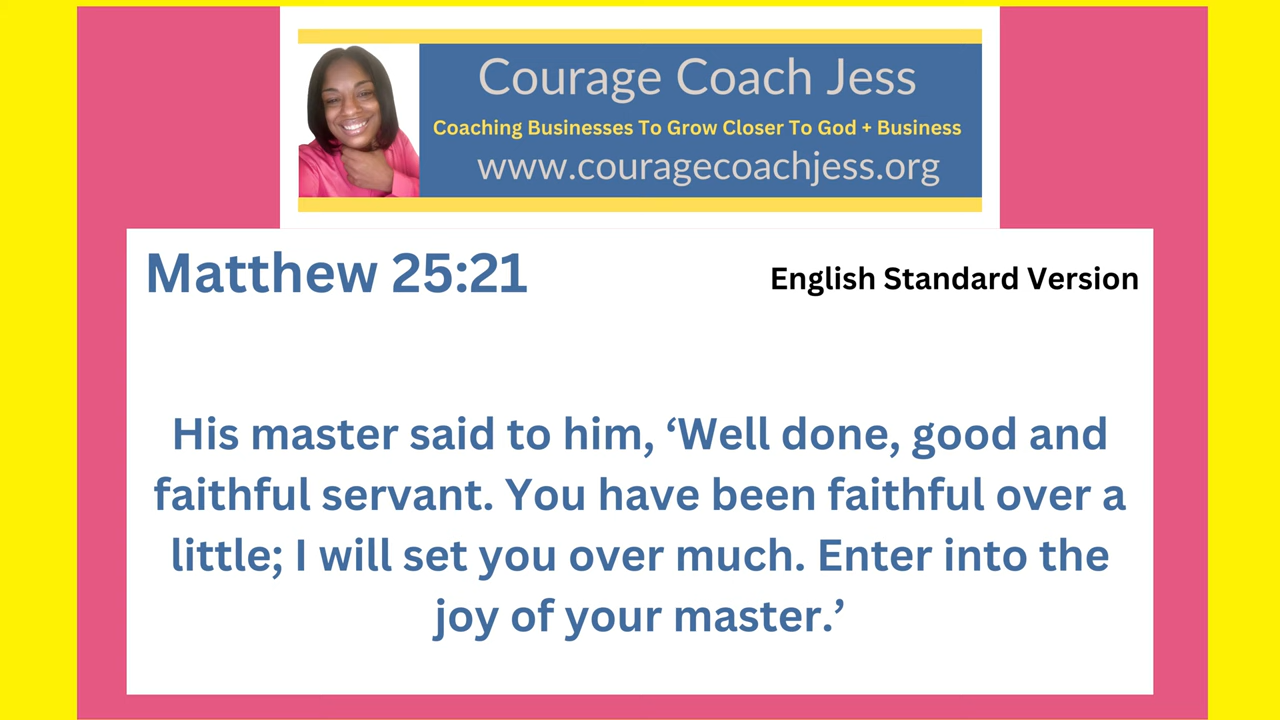 Courage Coach Jess
Coaching Businesses To Grow Closer To God + Business
www.couragecoachjess.org
Matthew 25:21
English Standard Version
His master said to him, ‘Well done, good and
faithful servant. You have been faithful over a
little; I will set you over much. Enter into the
joy of your master.’